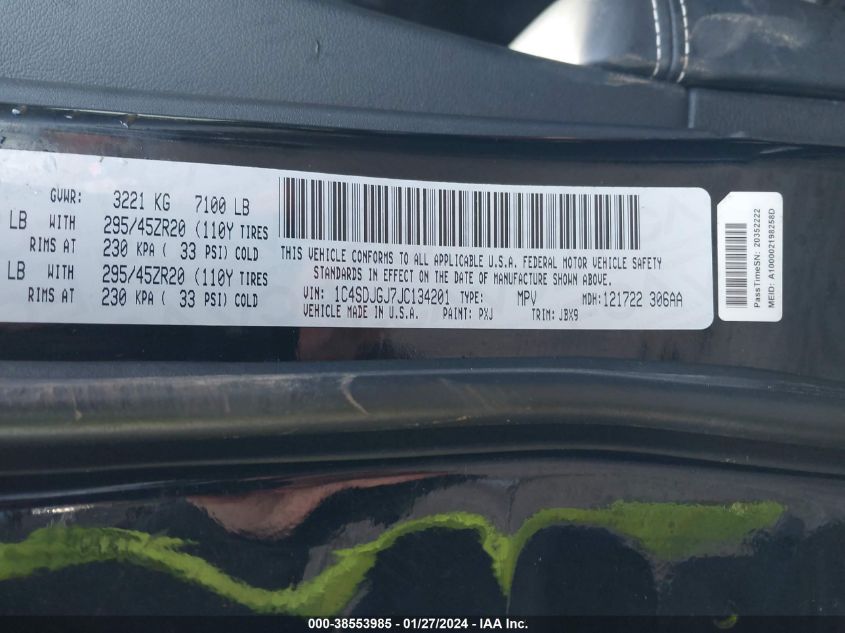 GVWR: 3221 KG 7100 LB
LB WITH 295/45ZR20 (110Y TIRES
RIMS AT 230 KPA ( 33 PSI) COLD
LB WITH 295/45ZR20 (110Y TIRES
RIMS AT 230 KPA ( 33 PSI) COLD
THIS VEHICLE CONFORMS TO ALL APPLICABLE U.S.A. FEDERAL MOTOR VEHICLE SAFETY
STANDARDS IN EFFECT ON THE DATE OF MANUFACTURE SHOWN ABOVE.
VIN: 1C4SDJGJ7JC134201 TYPE: MPV MDH: 121722 306AA
VEHICLE MADE IN U.S.A. PAINT: PXJ TRIM: JBX9
PassTimeSN: 20352222
MEID: A100000219B258D
000-38553985 - 01/27/2024 - IAA Inc.